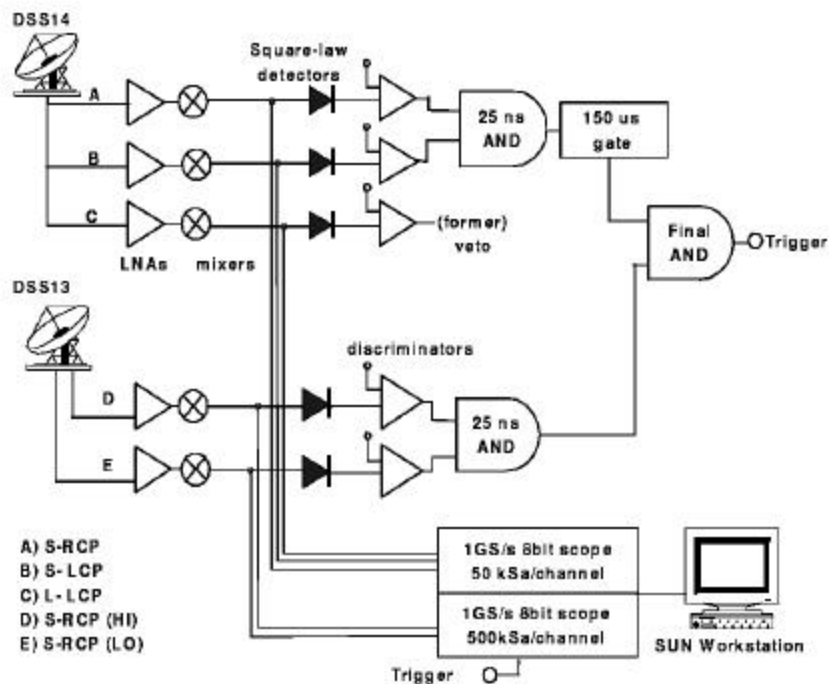 DSS14
A
B
C
LNAs mixers
Square-law
detectors
25 ns
AND
150 us
gate
(former)
veto
Final
AND
Trigger
DSS13
D
E
discriminators
25 ns
AND
A) S-RCP
B) S-LCP
C) L-LCP
D) S-RCP (HI)
E) S-RCP (LO)
1GS/s 8bit scope
50 kSa/channel
1GS/s 8bit scope
500kSa/channel
Trigger
SUN Workstation